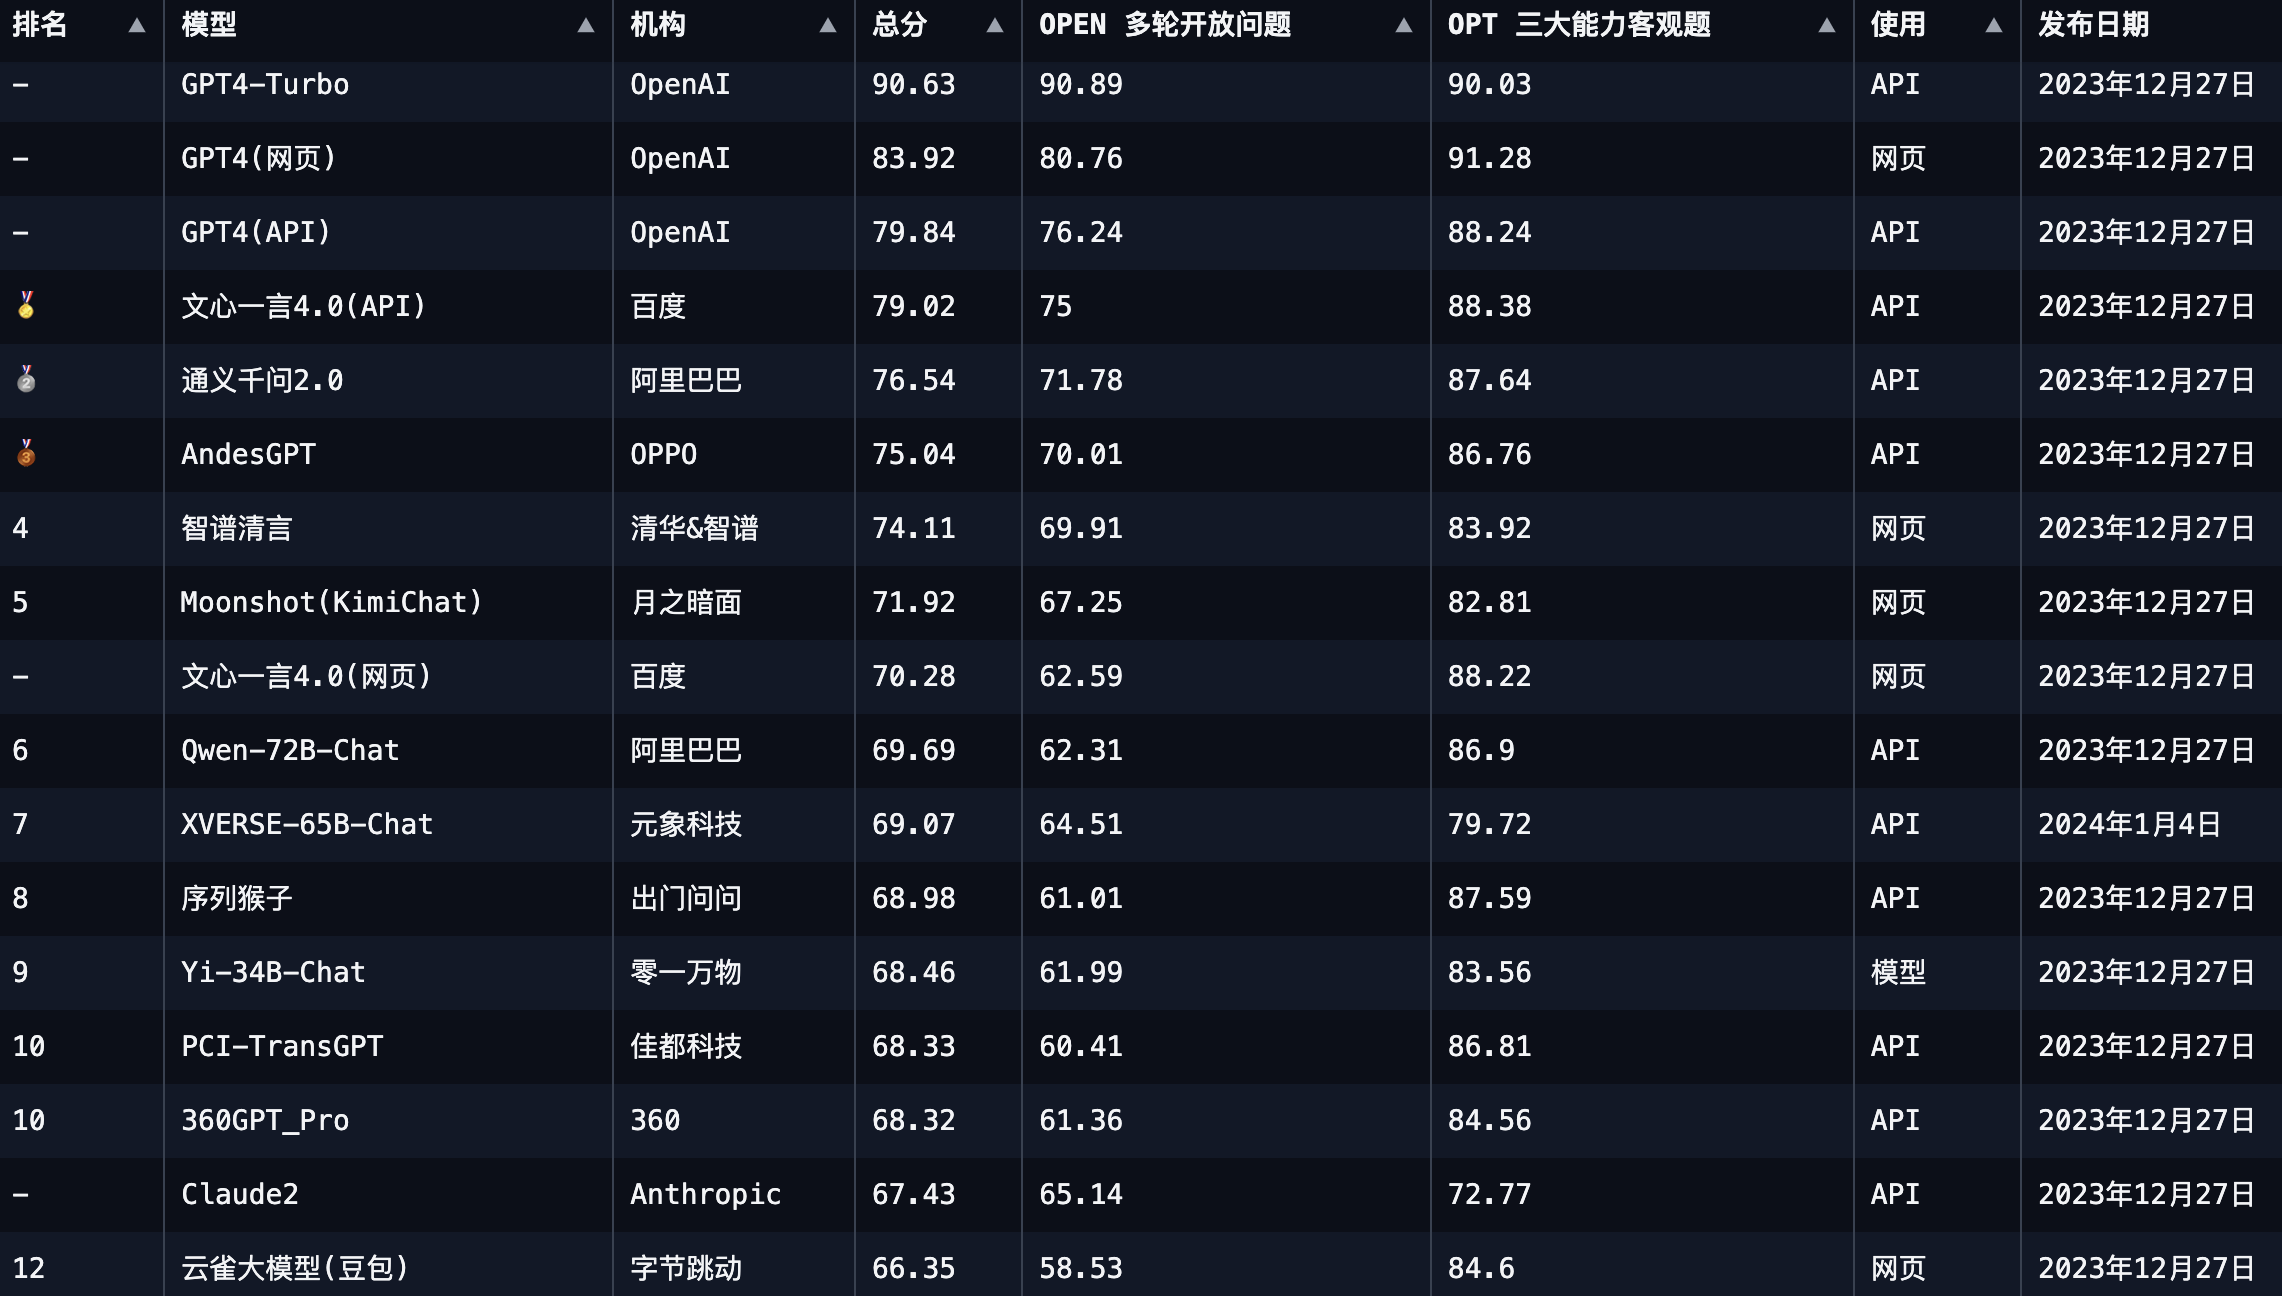 排名 模型 机构 总分 OPEN 多轮开放问题 OPT 三大能力客观题 使用 发布日期
– GPT4-Turbo OpenAI 90.63 90.89 90.03 API 2023年12月27日
– GPT4(网页) OpenAI 83.92 80.76 91.28 网页 2023年12月27日
– GPT4(API) OpenAI 79.84 76.24 88.24 API 2023年12月27日
文心一言4.0(API) 百度 79.02 75 88.38 API 2023年12月27日
2 通义千问2.0 阿里巴巴 76.54 71.78 87.64 API 2023年12月27日
3 AndesGPT OPPO 75.04 70.01 86.76 API 2023年12月27日
4 智谱清言 清华&智谱 74.11 69.91 83.92 网页 2023年12月27日
5 Moonshot(KimiChat) 月之暗面 71.92 67.25 82.81 网页 2023年12月27日
– 文心一言4.0(网页) 百度 70.28 62.59 88.22 网页 2023年12月27日
6 Qwen-72B-Chat 阿里巴巴 69.69 62.31 86.9 API 2023年12月27日
7 XVERSE-65B-Chat 元象科技 69.07 64.51 79.72 API 2024年1月4日
8 序列猴子 出门问问 68.98 61.01 87.59 API 2023年12月27日
9 Yi-34B-Chat 零一万物 68.46 61.99 83.56 模型 2023年12月27日
10 PCI-TransGPT 佳都科技 68.33 60.41 86.81 API 2023年12月27日
10 360GPT_Pro 360 68.32 61.36 84.56 API 2023年12月27日
– Claude2 Anthropic 67.43 65.14 72.77 API 2023年12月27日
12 云雀大模型(豆包) 字节跳动 66.35 58.53 84.6 网页 2023年12月27日